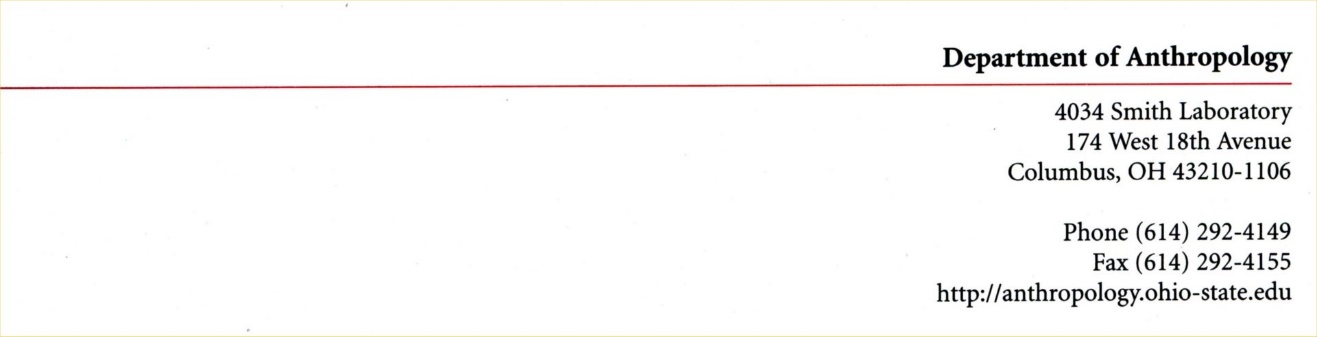 Department of Anthropology
4034 Smith Laboratory
174 West 18th Avenue
Columbus, OH 43210-1106
Phone (614) 292-4149
Fax (614) 292-4155
http://anthropology.ohio-state.edu